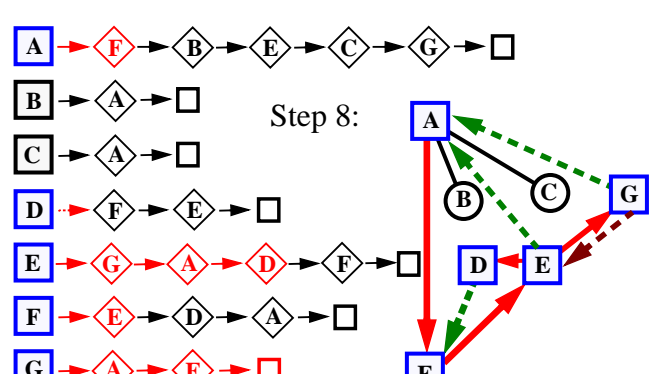 A F B E C G
B A
Step 8:
C A
D F E
E G A D F
F E D A
G A E
A
B C G
D E
F